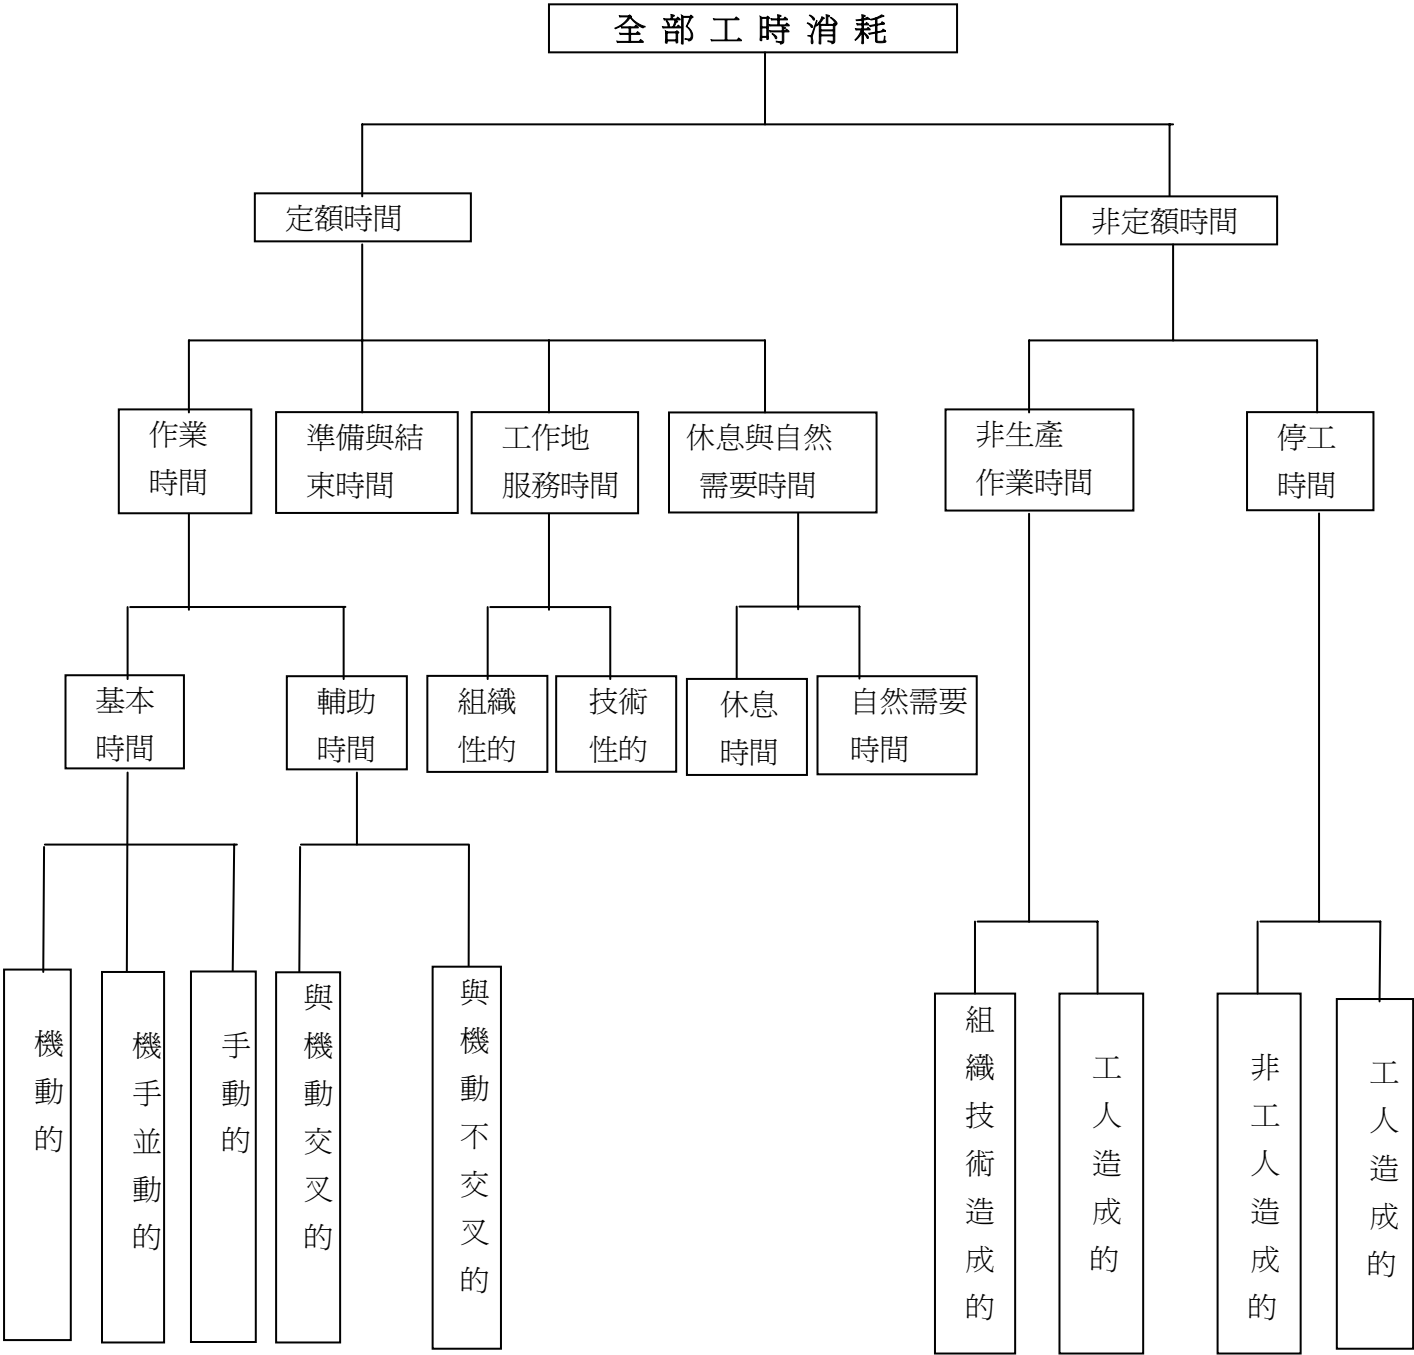 全部工時消耗
定額時間
非定額時間
作業
時間
準備與結
束時間
工作地
服務時間
休息與自然
需要時間
非生產
作業時間
停工
時間
基本
時間
輔助
時間
組織
性的
技術
性的
休息
時間
自然需要
時間
機動的
機手並動的
手動的
與機動交叉的
與機動不交叉的
組織技術造成的
工人造成的
非工人造成的
工人造成的